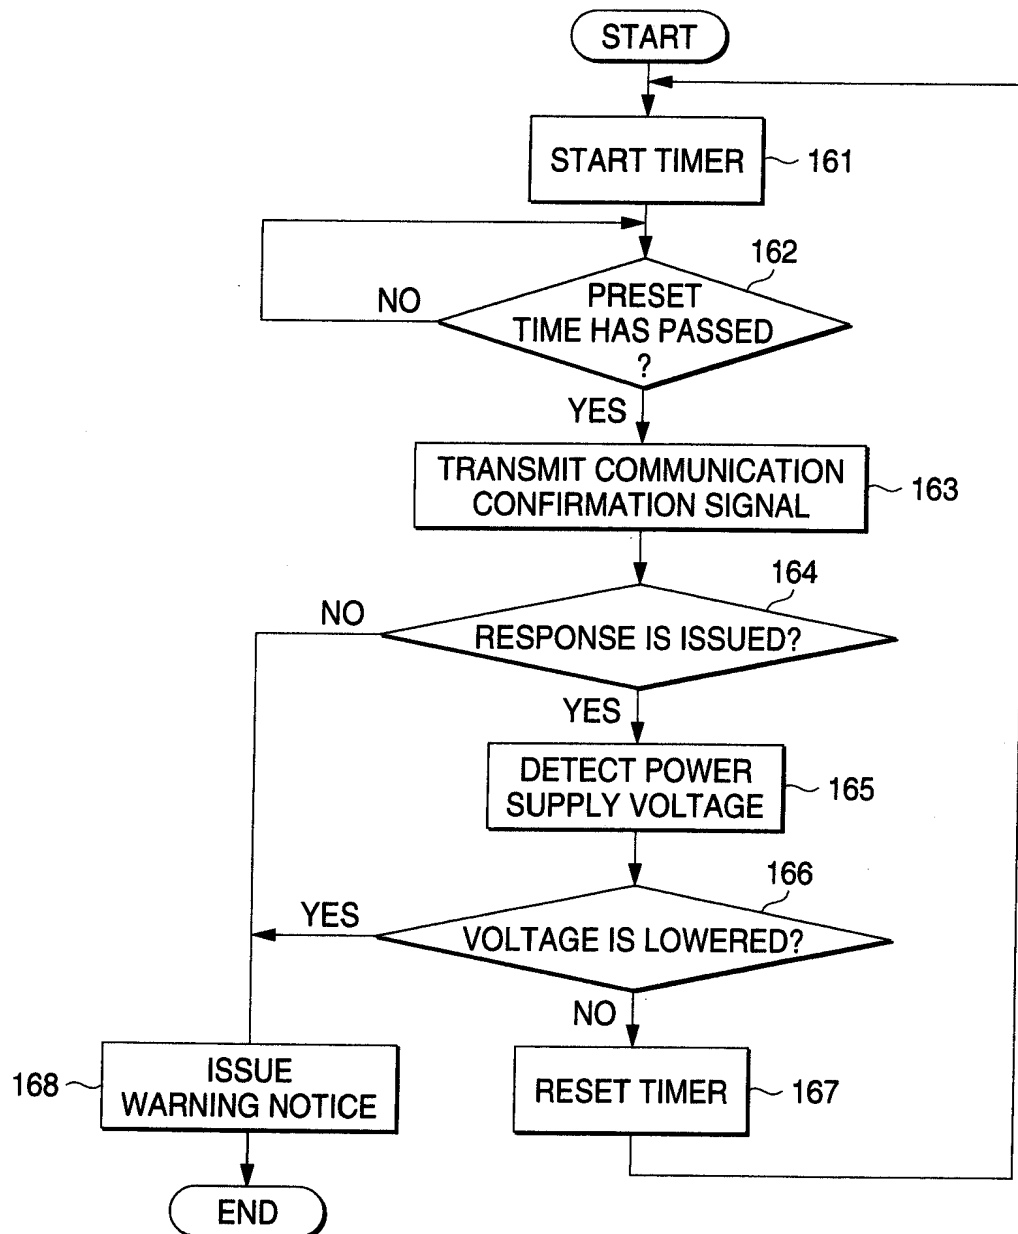 START
START TIMER
161
162
PRESET
TIME HAS PASSED
?
NO
YES
TRANSMIT COMMUNICATION
CONFIRMATION SIGNAL
163
164
NO
RESPONSE IS ISSUED?
YES
DETECT POWER
SUPPLY VOLTAGE
165
166
YES
VOLTAGE IS LOWERED?
NO
168
ISSUE
WARNING NOTICE
RESET TIMER
167
END